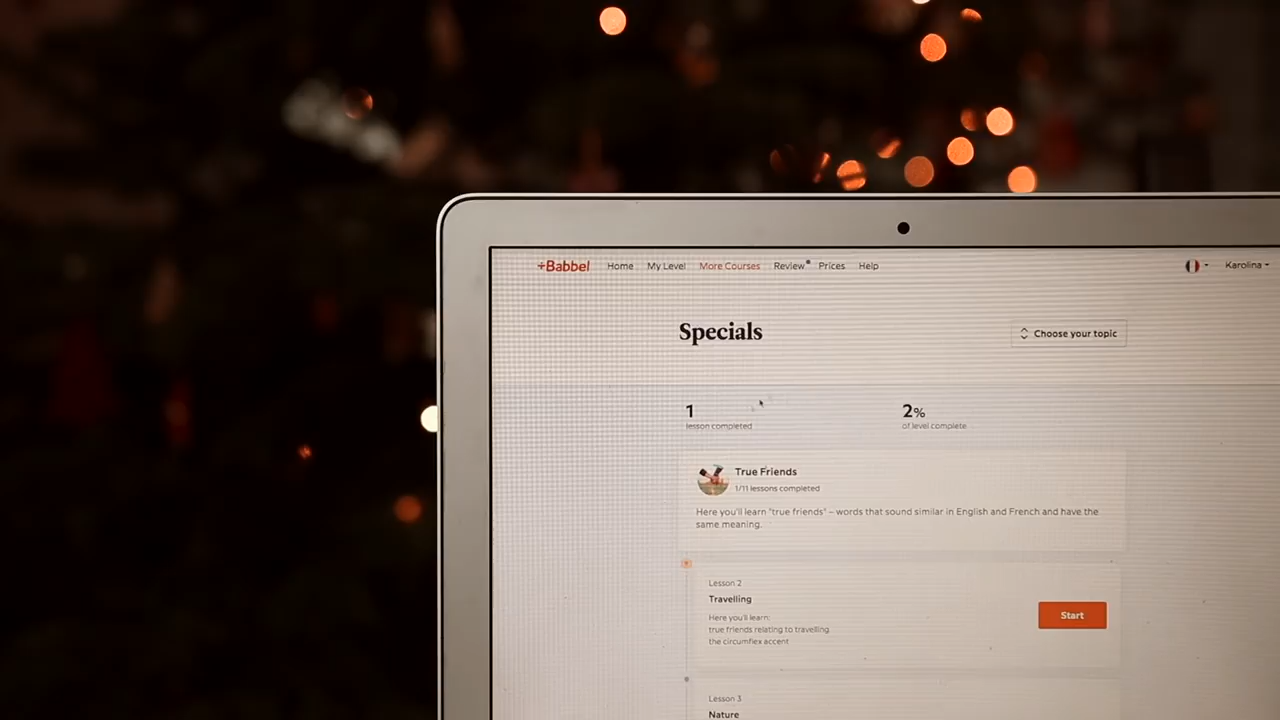 +Babbel Home My Level More Courses Review Prices Help Karolina
Specials
Choose your topic
1
lesson completed
2%
of level complete
True Friends
1/11 lessons completed
Here you'll learn "true friends" – words that sound similar in English and French and have the
same meaning.
Lesson 2
Travelling
Here you'll learn:
true friends relating to travelling
the circumflex accent
Start
Lesson 3
Nature